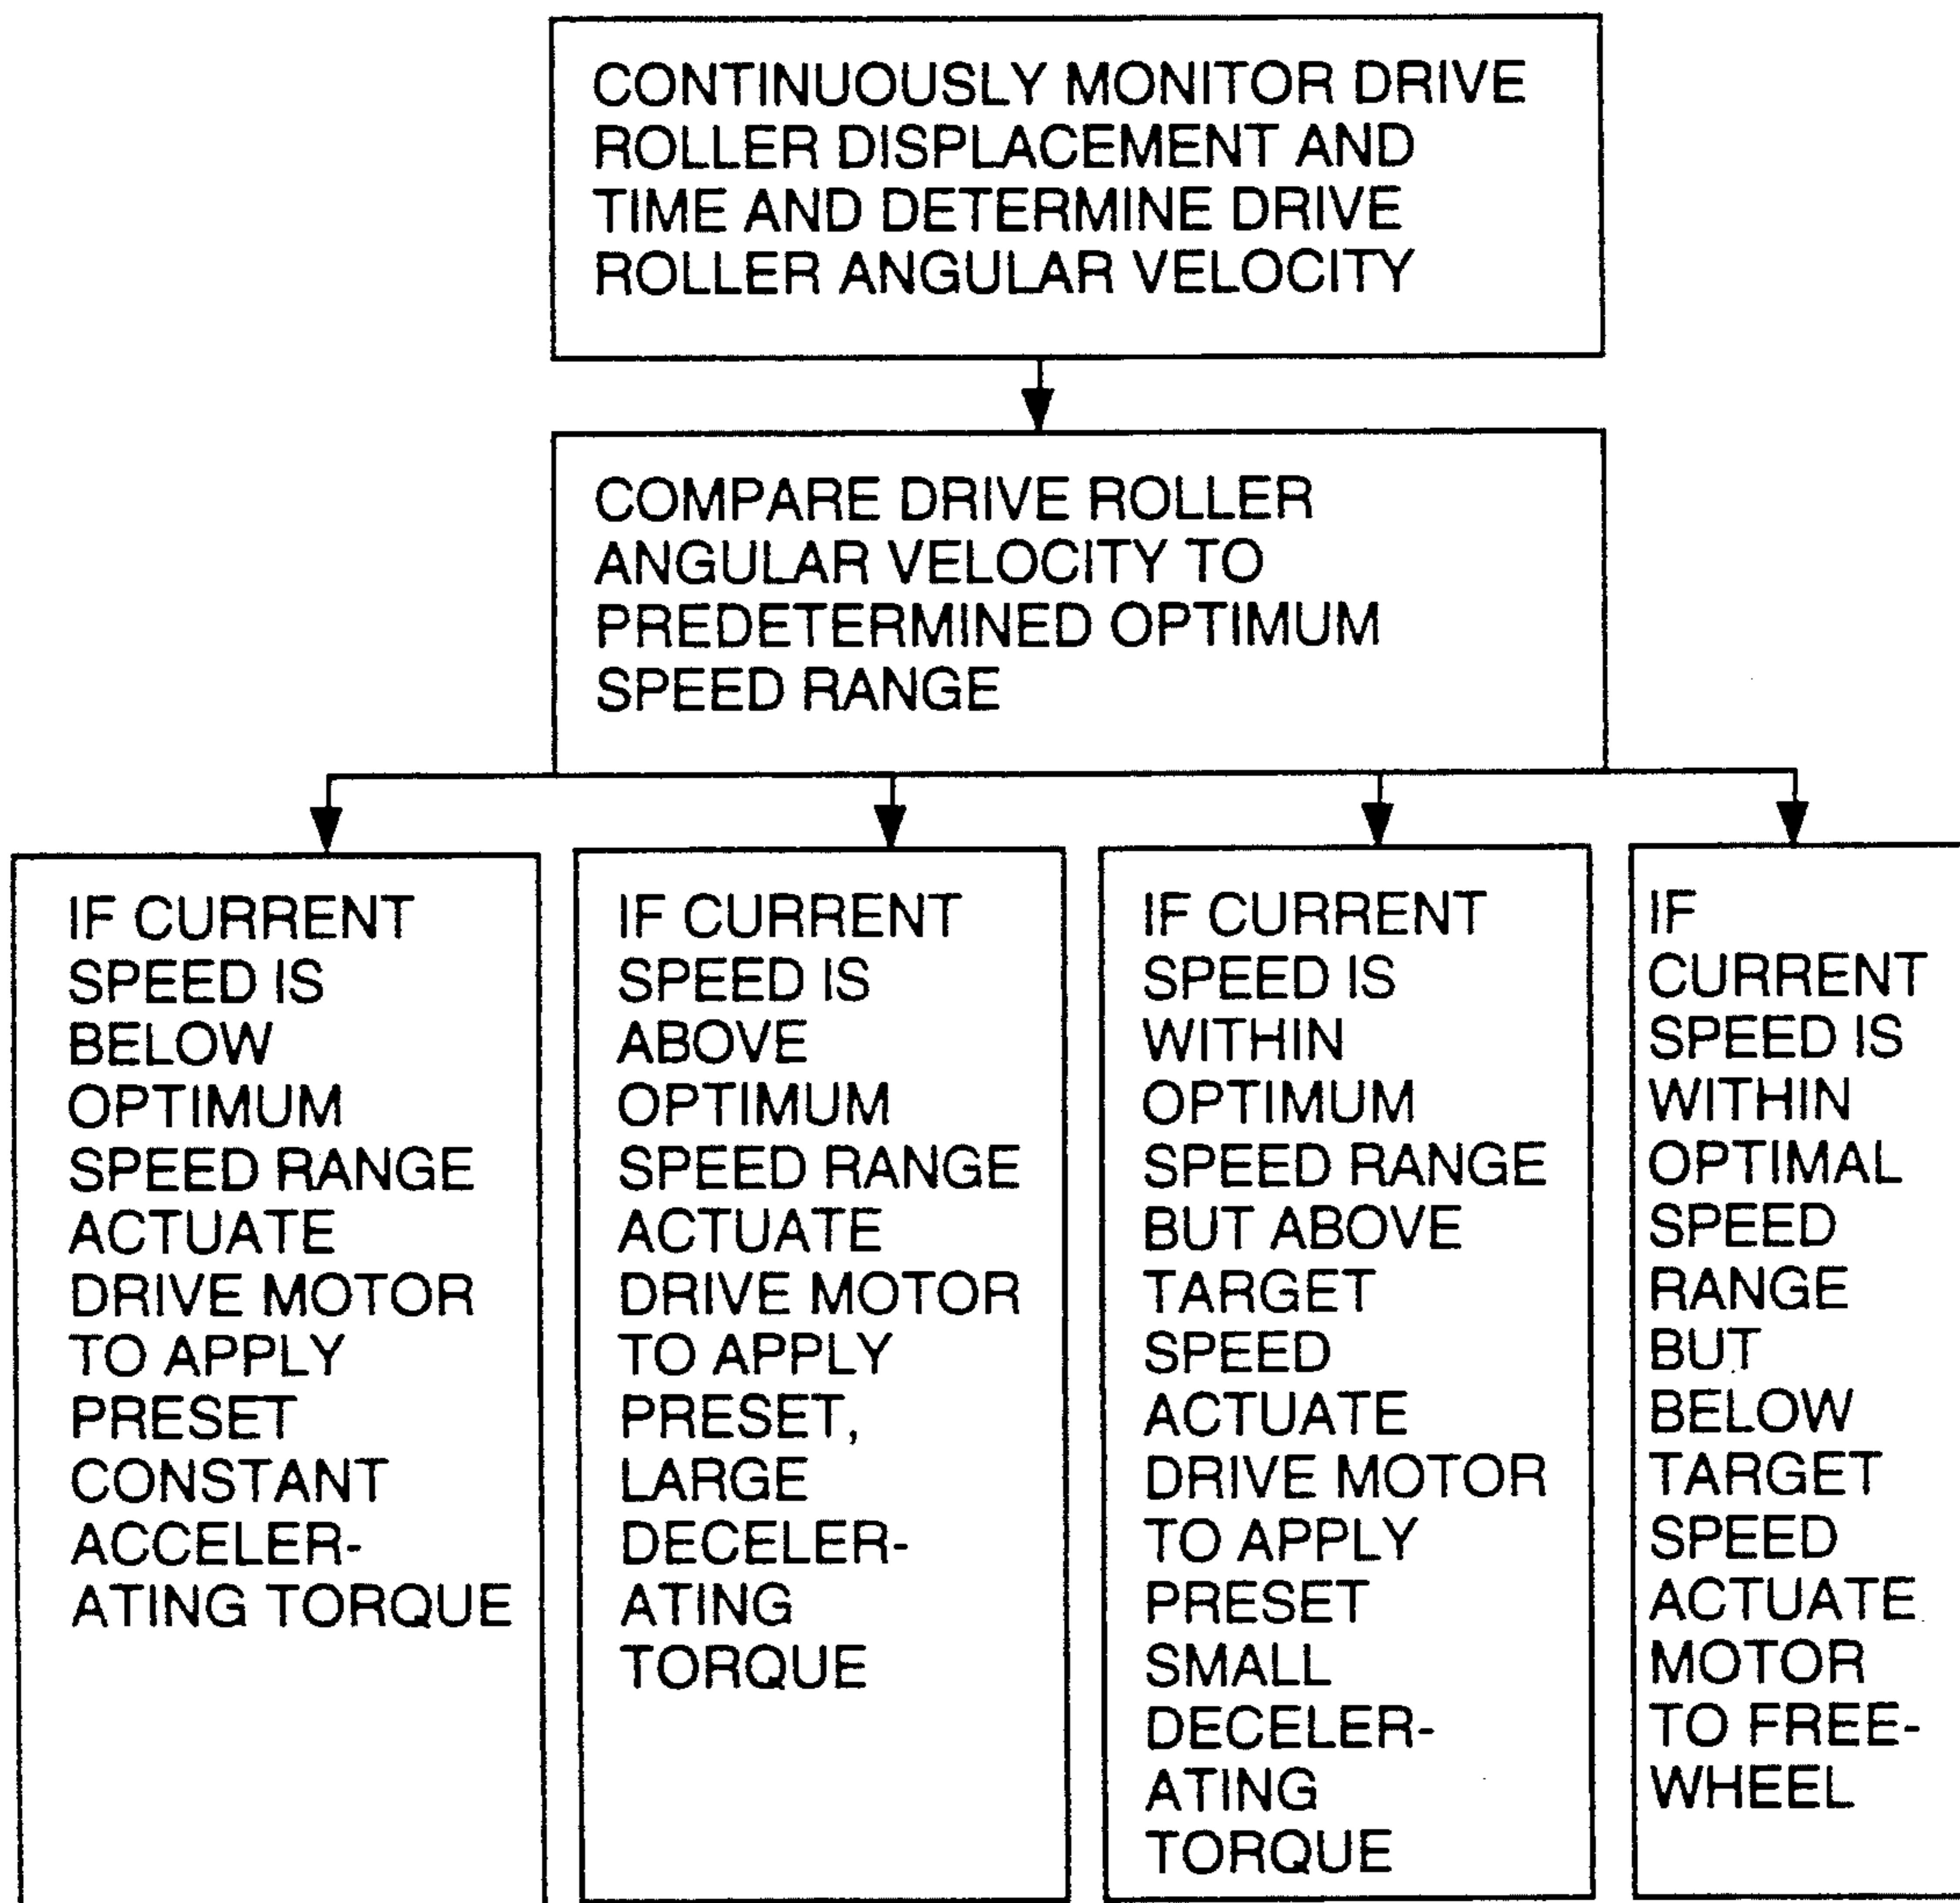 CONTINUOUSLY MONITOR DRIVE
ROLLER DISPLACEMENT AND
TIME AND DETERMINE DRIVE
ROLLER ANGULAR VELOCITY
COMPARE DRIVE ROLLER
ANGULAR VELOCITY TO
PREDETERMINED OPTIMUM
SPEED RANGE
IF CURRENT
SPEED IS
BELOW
OPTIMUM
SPEED RANGE
ACTUATE
DRIVE MOTOR
TO APPLY
PRESET
CONSTANT
ACCELER-
ATING TORQUE
IF CURRENT
SPEED IS
ABOVE
OPTIMUM
SPEED RANGE
ACTUATE
DRIVE MOTOR
TO APPLY
PRESET,
LARGE
DECELER-
ATING
TORQUE
IF CURRENT
SPEED IS
WITHIN
OPTIMUM
SPEED RANGE
BUT ABOVE
TARGET
SPEED
ACTUATE
DRIVE MOTOR
TO APPLY
PRESET
SMALL
DECELER-
ATING
TORQUE
IF
CURRENT
SPEED IS
WITHIN
OPTIMAL
SPEED
RANGE
BUT
BELOW
TARGET
SPEED
ACTUATE
MOTOR
TO FREE-
WHEEL